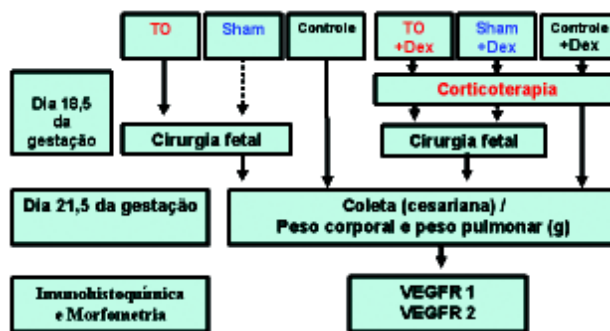 TO
Sham
Controle
TO
+Dex
Sham
+Dex
Controle
+Dex
Dia 18,5
da
gestação
Corticoterapia
Cirurgia fetal
Cirurgia fetal
Dia 21,5 da gestação
Coleta (cesariana) /
Peso corporal e peso pulmonar (g)
Imunohistoquímica
e Morfometria
VEGFR 1
VEGFR 2